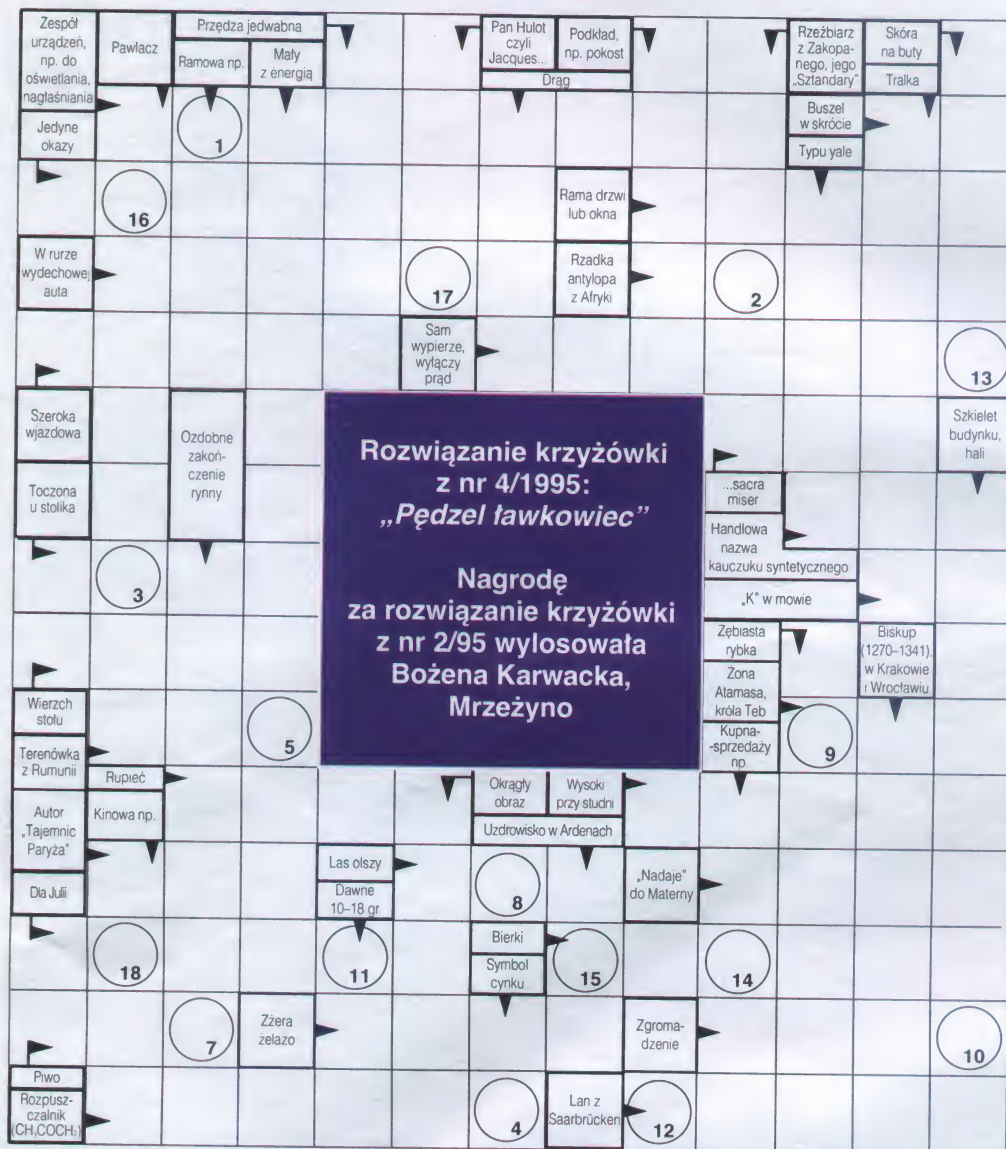 Zespół
urządzeń,
np. do
oświetlania,
nagłaśniania
Jedyne
okazy
Pawlacz
Przędza jedwabna
Ramowa np.
Mały
z energią
Pan Hulot
czyli
Jacques...
Podkład,
np. pokost
Drąg
Rzeźbiarz
z Zakopa-
nego, jego
„Sztandary”
Skóra
na buty
Tralka
Buszel
w skrócie
Typu yale
1
16
Rama drzwi
lub okna
W rurze
wydechowej
auta
17
Rzadka
antylopa
z Afryki
2
Sam
wypierze,
wyłączy
prąd
13
Szeroka
wjazdowa
Toczona
u stolika
Ozdobne
zakoń-
czenie
rynny
Rozwiązanie krzyżówki
z nr 4/1995:
„Pędzel ławkowiec”
Nagrodę
za rozwiązanie krzyżówki
z nr 2/95 wylosowała
Bożena Karwacka,
Mrzeżyno
Szkielet
budynku,
hali
...sacra
miser
Handlowa
nazwa
kauczuku syntetycznego
„K” w mowie
3
Zębiasta
rybka
Żona
Atamasa,
króla Teb
Kupna-
-sprzedaży
np.
Biskup
(1270–1341),
w Krakowie
i Wrocławiu
9
Wierzch
stołu
Terenówka
z Rumunii
5
Rupieć
Kinowa np.
Autor
„Tajemnic
Paryża”
Dla Julii
Okrągły
obraz
Wysoki
przy studni
Uzdrowisko w Ardenach
Las olszy
Dawne
10–18 gr
8
„Nadaje”
do Materny
18
11
Bierki
Symbol
cynku
15
14
7
Zżera
żelazo
Zgroma-
dzenie
10
Piwo
Rozpusz-
czalnik
(CH₃COCH₃)
4
Lan z
Saarbrücken
12